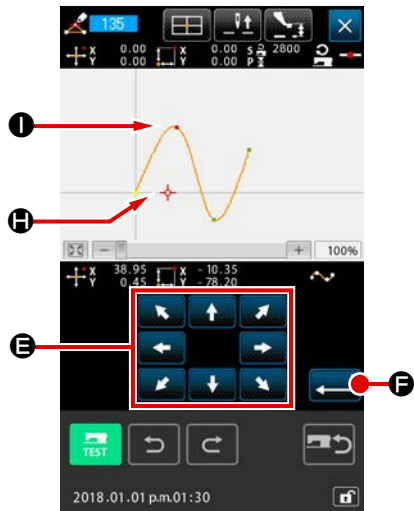 135
X 0.00 X 0.00 S 2800
Y 0.00 Y 0.00 P
I
H
100%
X 38.95 X -10.35
Y 0.45 Y -78.20
E
F
TEST
2018.01.01 p.m.01:30